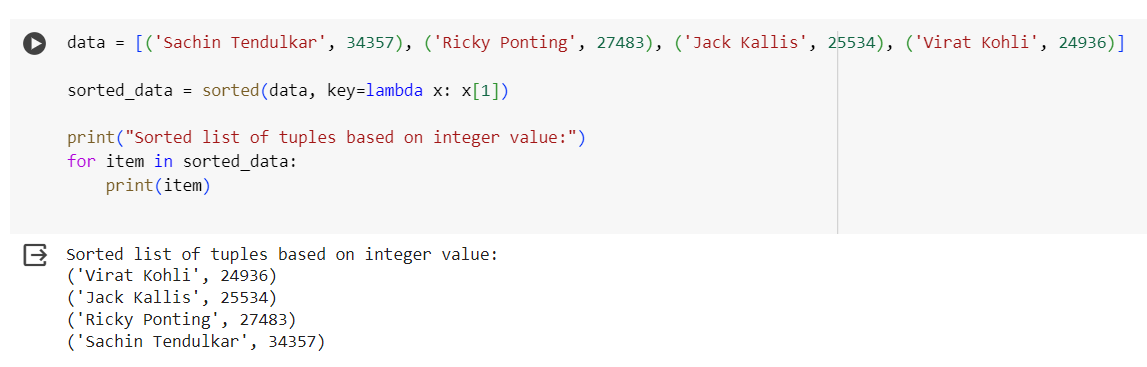 data = [('Sachin Tendulkar', 34357), ('Ricky Ponting', 27483), ('Jack Kallis', 25534), ('Virat Kohli', 24936)]
sorted_data = sorted(data, key=lambda x: x[1])
print("Sorted list of tuples based on integer value:")
for item in sorted_data:
    print(item)
Sorted list of tuples based on integer value:
('Virat Kohli', 24936)
('Jack Kallis', 25534)
('Ricky Ponting', 27483)
('Sachin Tendulkar', 34357)